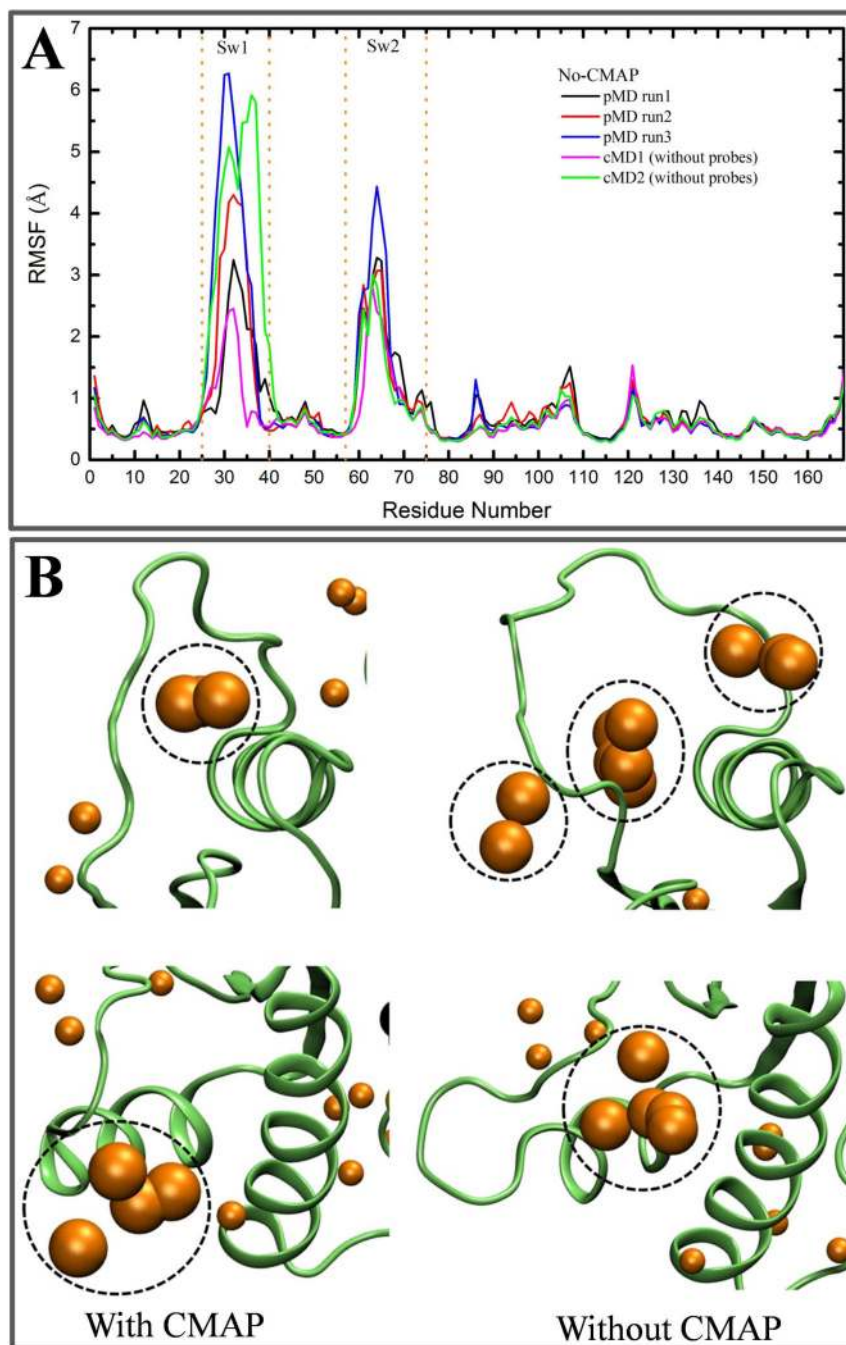 A
Sw1
Sw2
No-CMAP
pMD run1
pMD run2
pMD run3
cMD1 (without probes)
cMD2 (without probes)
RMSF (Å)
7
6
5
4
3
2
1
0
0 10 20 30 40 50 60 70 80 90 100 110 120 130 140 150 160
Residue Number
B
With CMAP
Without CMAP